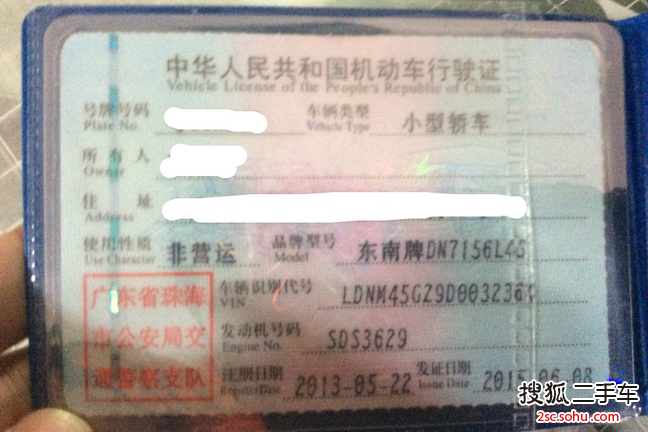 中华人民共和国机动车行驶证
Vehicle License of the People's Republic of China
号牌号码 Plate No. 车辆类型 Vehicle Type 小型轿车
所有人 Owner
住址 Address
使用性质 Use Character 非营运 品牌型号 Model 东南牌DN7156L4S
广东省珠海
市公安局交
通警察支队
车辆识别代号 VIN LDNM45GZ9D0032364
发动机号码 Engine No. SDS3629
注册日期 Register Date 2013-05-22 发证日期 Issue Date 2015-06-08
搜狐二手车
2sc.sohu.com